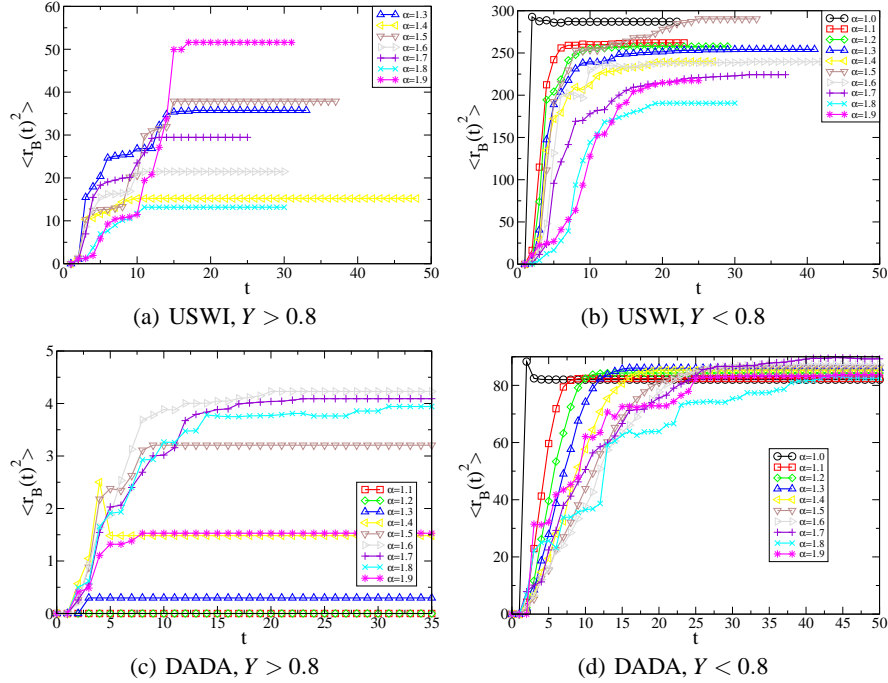 60
50
40
30
20
10
0
0 10 20 30 40 50
<r_B(t)^2>
t
α=1.3
α=1.4
α=1.5
α=1.6
α=1.7
α=1.8
α=1.9
(a) USWI, Y > 0.8
300
250
200
150
100
50
0
0 10 20 30 40 50
<r_B(t)^2>
t
α=1.0
α=1.1
α=1.2
α=1.3
α=1.4
α=1.5
α=1.6
α=1.7
α=1.8
α=1.9
(b) USWI, Y < 0.8
5
4
3
2
1
0
0 5 10 15 20 25 30 35
<r_B(t)^2>
t
α=1.1
α=1.2
α=1.3
α=1.4
α=1.5
α=1.6
α=1.7
α=1.8
α=1.9
(c) DADA, Y > 0.8
80
60
40
20
0
0 10 20 30 40 50
<r_B(t)^2>
t
α=1.0
α=1.1
α=1.2
α=1.3
α=1.4
α=1.5
α=1.6
α=1.7
α=1.8
α=1.9
(d) DADA, Y < 0.8